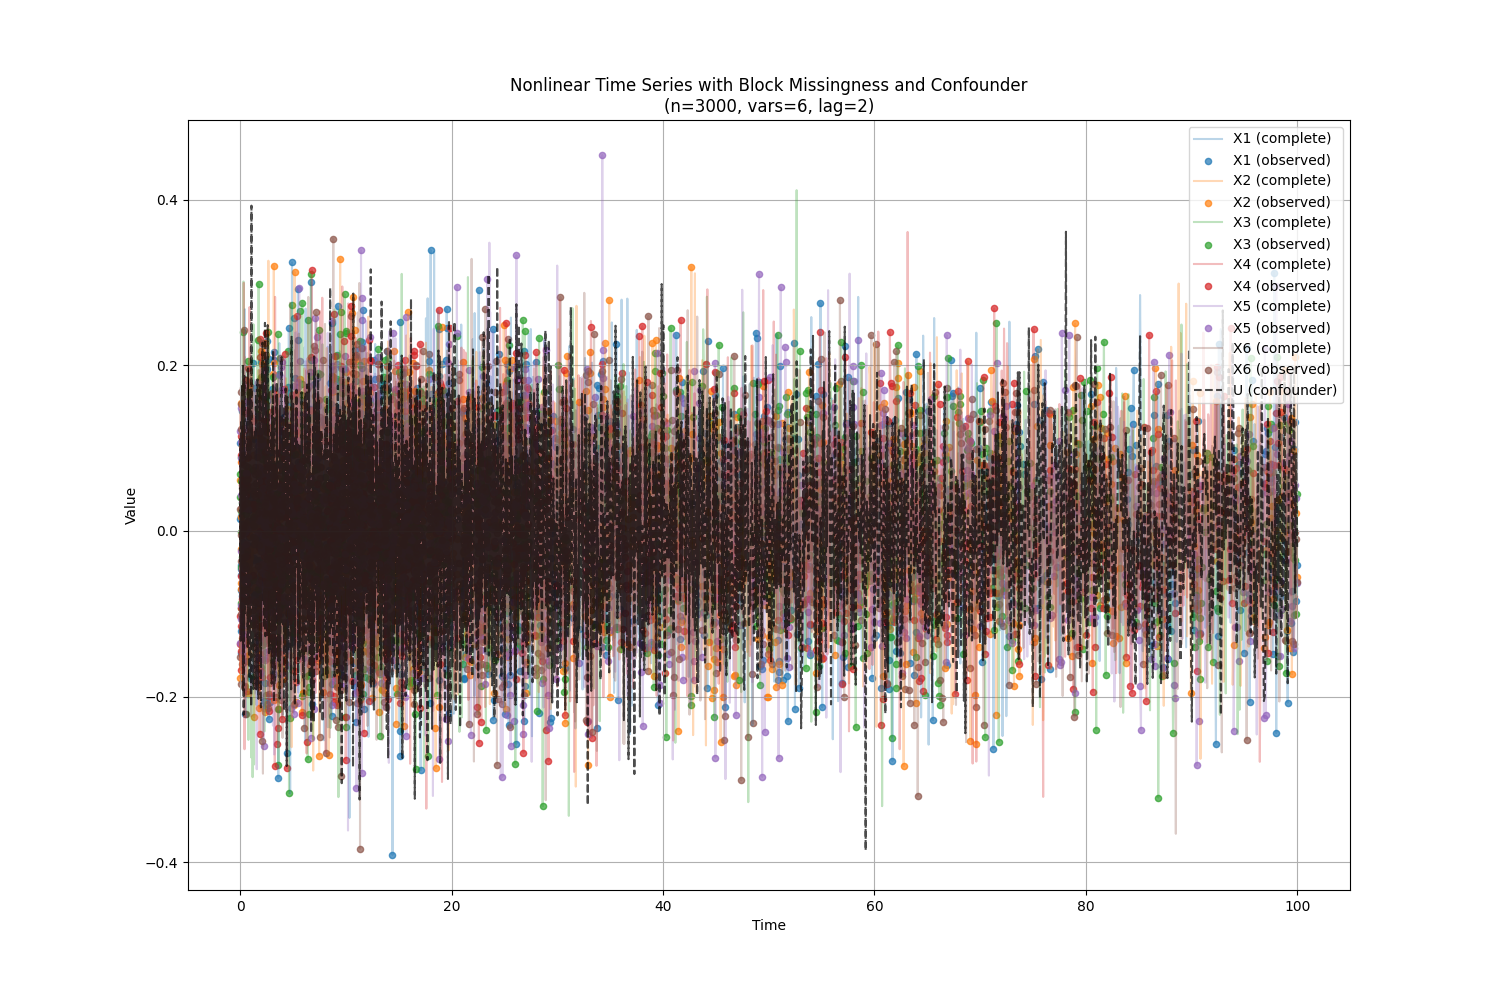 Nonlinear Time Series with Block Missingness and Confounder
(n=3000, vars=6, lag=2)
X1 (complete)
X1 (observed)
X2 (complete)
X2 (observed)
X3 (complete)
X3 (observed)
X4 (complete)
X4 (observed)
X5 (complete)
X5 (observed)
X6 (complete)
X6 (observed)
U (confounder)
0.4
0.2
0.0
−0.2
−0.4
Value
0 20 40 60 80 100
Time